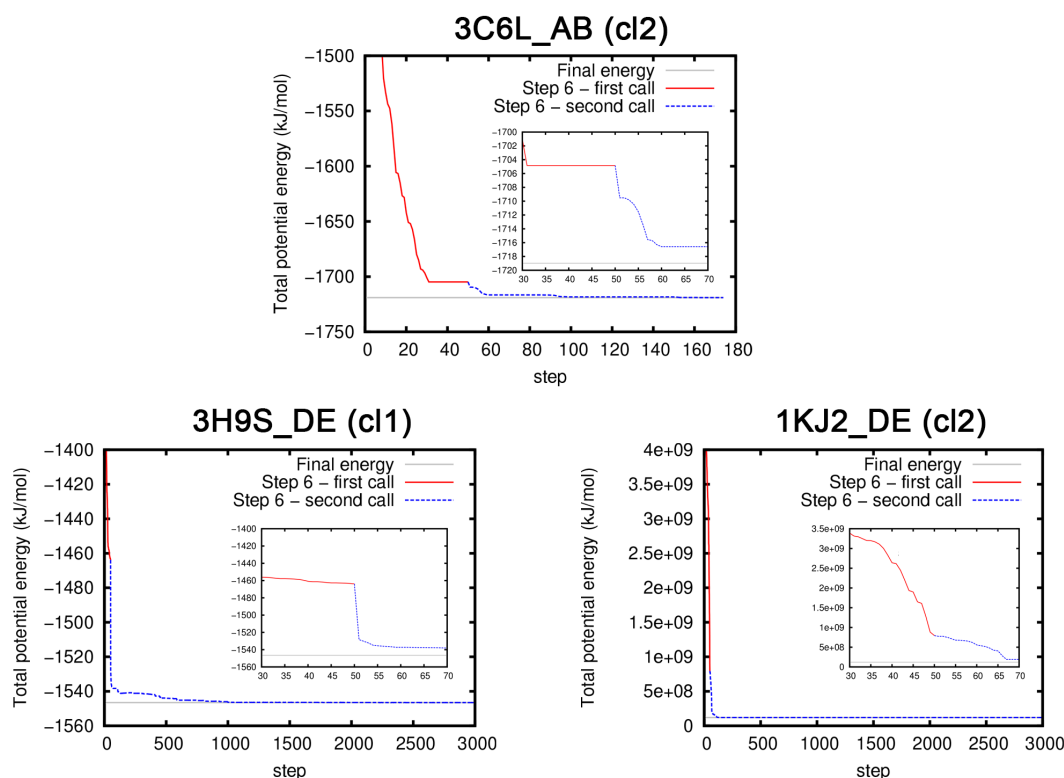 3C6L_AB (cl2)
Total potential energy (kJ/mol)
−1500
−1550
−1600
−1650
−1700
−1750
Final energy
Step 6 − first call
Step 6 − second call
−1700
−1702
−1704
−1706
−1708
−1710
−1712
−1714
−1716
−1718
−1720
30 35 40 45 50 55 60 65 70
0 20 40 60 80 100 120 140 160 180
step
3H9S_DE (cl1)
Total potential energy (kJ/mol)
−1400
−1420
−1440
−1460
−1480
−1500
−1520
−1540
−1560
Final energy
Step 6 − first call
Step 6 − second call
−1400
−1420
−1440
−1460
−1480
−1500
−1520
−1540
−1560
30 35 40 45 50 55 60 65 70
0 500 1000 1500 2000 2500 3000
step
1KJ2_DE (cl2)
Total potential energy (kJ/mol)
4e+09
3.5e+09
3e+09
2.5e+09
2e+09
1.5e+09
1e+09
5e+08
0
Final energy
Step 6 − first call
Step 6 − second call
3.5e+09
3e+09
2.5e+09
2e+09
1.5e+09
1e+09
5e+08
0
30 35 40 45 50 55 60 65 70
0 500 1000 1500 2000 2500 3000
step